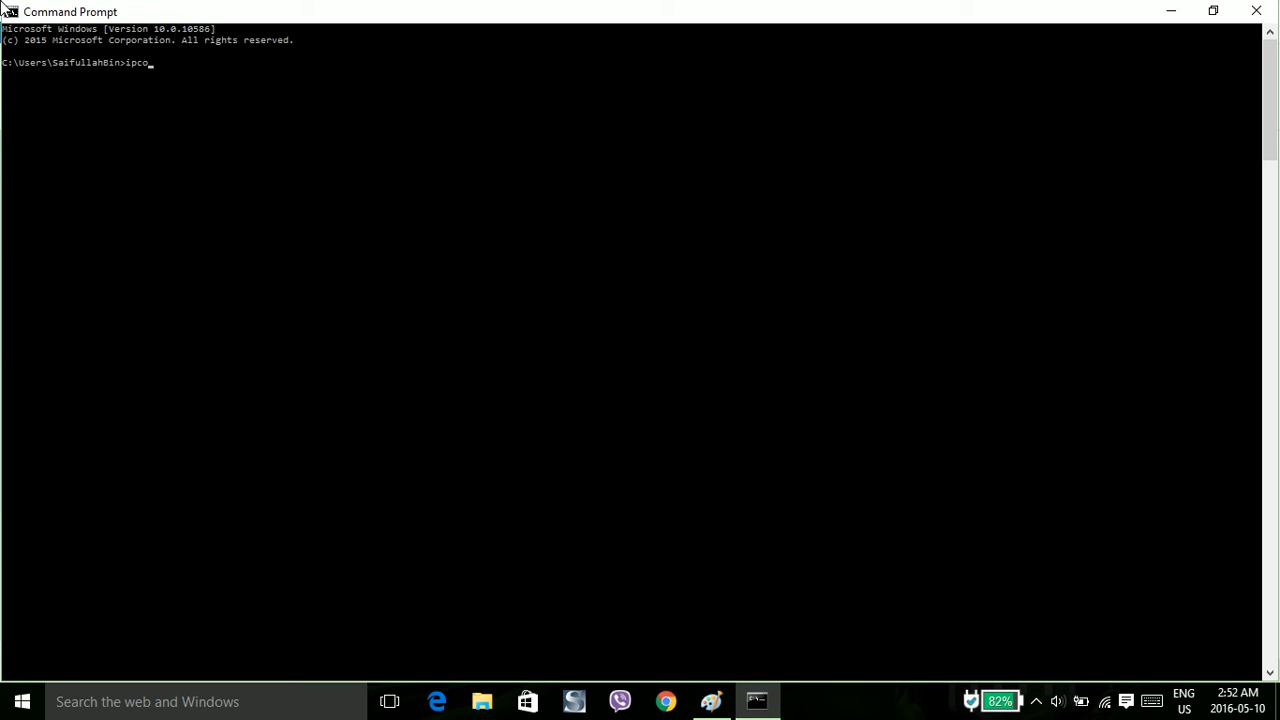 Command Prompt
Microsoft Windows [Version 10.0.10586]
(c) 2015 Microsoft Corporation. All rights reserved.
C:\Users\SaifullahBin>ipco_
Search the web and Windows
82%
ENG
US
2:52 AM
2016-05-10